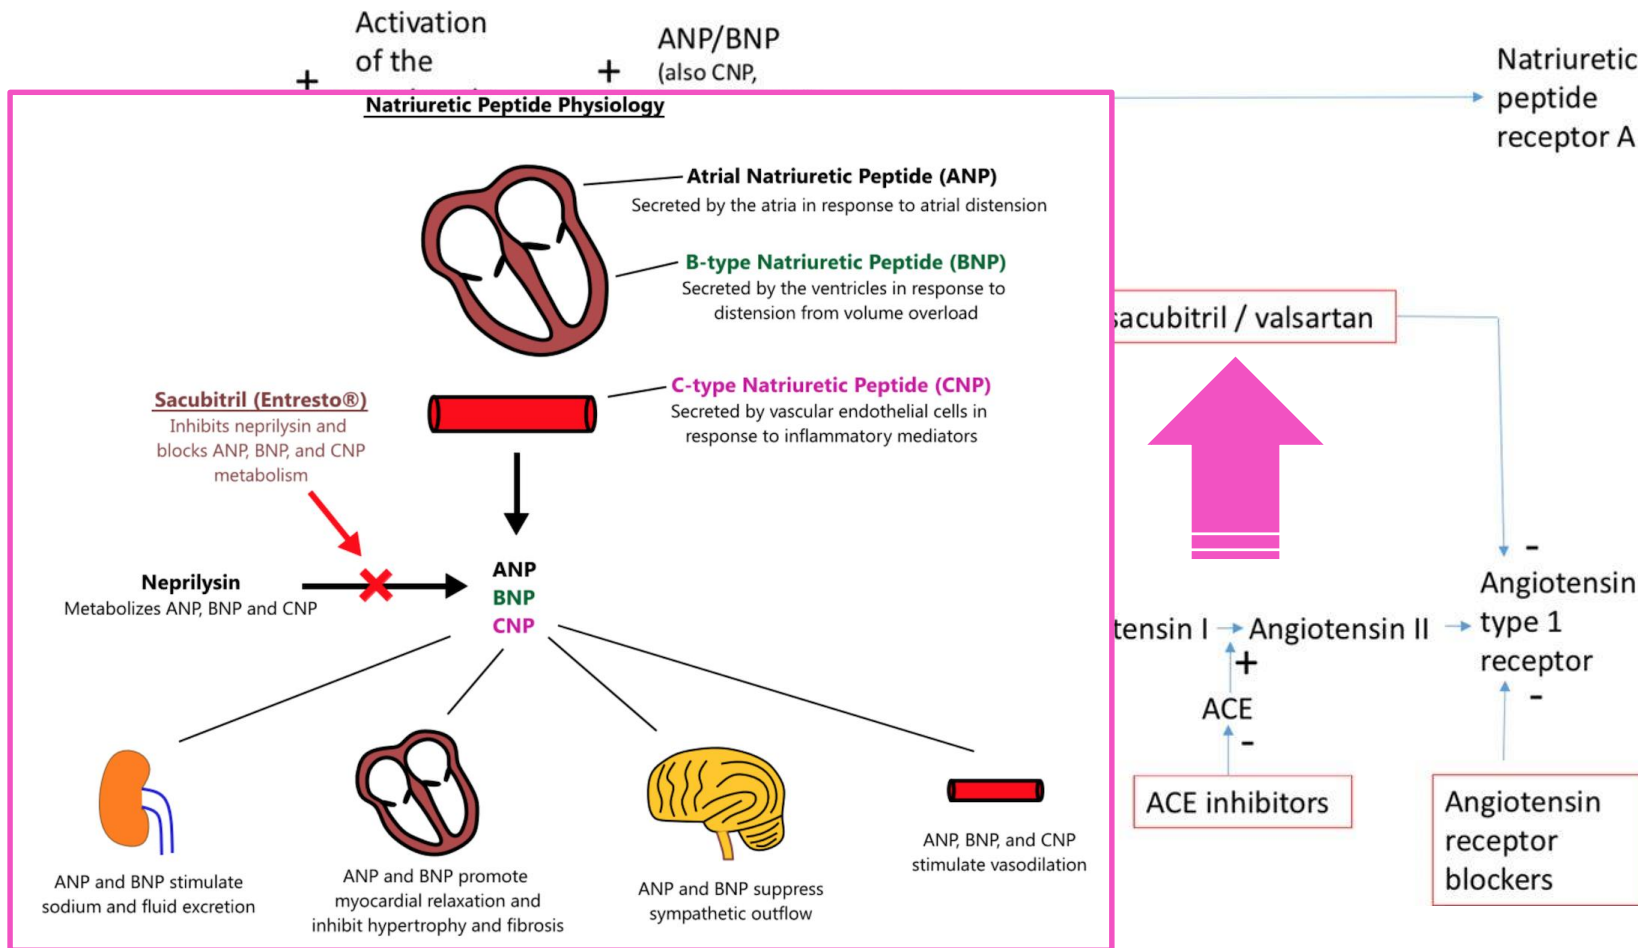 Activation
of the
+
+
ANP/BNP
(also CNP,
Natriuretic
peptide
receptor A
Natriuretic Peptide Physiology
Atrial Natriuretic Peptide (ANP)
Secreted by the atria in response to atrial distension
B-type Natriuretic Peptide (BNP)
Secreted by the ventricles in response to
distension from volume overload
C-type Natriuretic Peptide (CNP)
Secreted by vascular endothelial cells in
response to inflammatory mediators
Sacubitril (Entresto®)
Inhibits neprilysin and
blocks ANP, BNP, and CNP
metabolism
Neprilysin
Metabolizes ANP, BNP and CNP
ANP
BNP
CNP
ANP and BNP stimulate
sodium and fluid excretion
ANP and BNP promote
myocardial relaxation and
inhibit hypertrophy and fibrosis
ANP and BNP suppress
sympathetic outflow
ANP, BNP, and CNP
stimulate vasodilation
sacubitril / valsartan
-
Angiotensin
type 1
receptor
-
tensin I
Angiotensin II
+
ACE
-
ACE inhibitors
Angiotensin
receptor
blockers